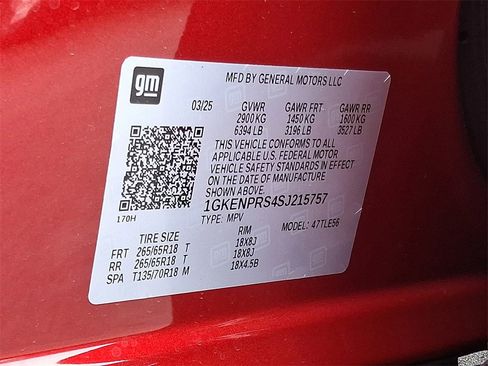 gm
MFD BY GENERAL MOTORS LLC
03/25 GVWR GAWR FRT. GAWR RR
2900 KG 1450 KG 1600 KG
6394 LB 3196 LB 3527 LB
THIS VEHICLE CONFORMS TO ALL
APPLICABLE U.S. FEDERAL MOTOR
VEHICLE SAFETY STANDARDS IN EFFECT
ON THE DATE OF MANUFACTURE
SHOWN ABOVE.
1GKENPRS4SJ215757
170H
TYPE: MPV MODEL: 47TLE56
TIRE SIZE RIM
FRT 265/65R18 T 18X8J
RR 265/65R18 T 18X8J
SPA T135/70R18 M 18X4.5B